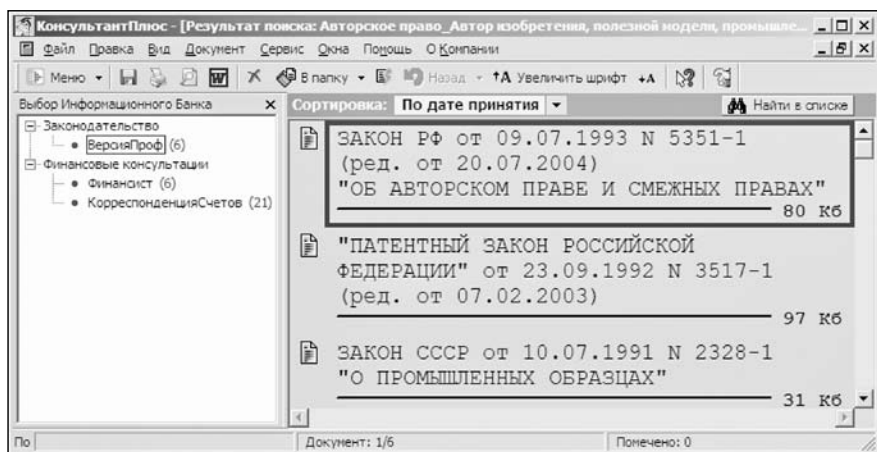 КонсультантПлюс - [Результат поиска: Авторское право_Автор изобретения, полезной модели, промышле...
Файл Правка Вид Документ Сервис Окна Помощь О Компании
Меню В папку Назад Увеличить шрифт
Выбор Информационного Банка
Законодательство
ВерсияПроф (6)
Финансовые консультации
Финансист (6)
КорреспонденцияСчетов (21)
Сортировка: По дате принятия Найти в списке
ЗАКОН РФ от 09.07.1993 N 5351-1
(ред. от 20.07.2004)
"ОБ АВТОРСКОМ ПРАВЕ И СМЕЖНЫХ ПРАВАХ"
80 Кб
"ПАТЕНТНЫЙ ЗАКОН РОССИЙСКОЙ
ФЕДЕРАЦИИ" от 23.09.1992 N 3517-1
(ред. от 07.02.2003)
97 Кб
ЗАКОН СССР от 10.07.1991 N 2328-1
"О ПРОМЫШЛЕННЫХ ОБРАЗЦАХ"
31 Кб
По Документ: 1/6 Помечено: 0